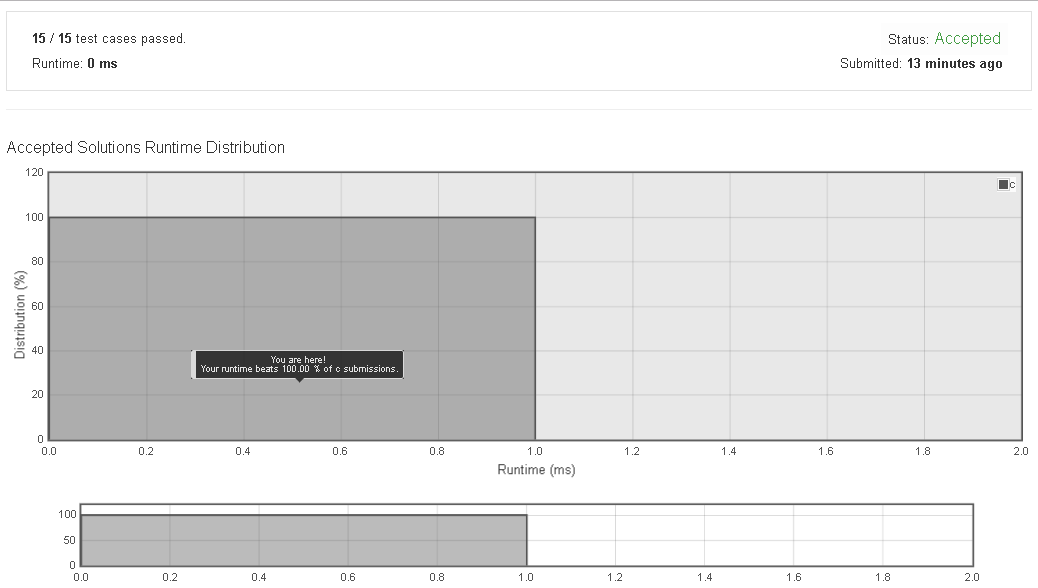 15 / 15 test cases passed.
Status: Accepted
Runtime: 0 ms
Submitted: 13 minutes ago
Accepted Solutions Runtime Distribution
120
100
80
60
40
20
0
Distribution (%)
c
You are here!
Your runtime beats 100.00 % of c submissions.
0.0 0.2 0.4 0.6 0.8 1.0 1.2 1.4 1.6 1.8 2.0
Runtime (ms)
100
50
0
0.0 0.2 0.4 0.6 0.8 1.0 1.2 1.4 1.6 1.8 2.0